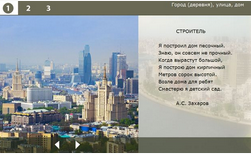 1 2 3
Город (деревня), улица, дом
СТРОИТЕЛЬ
Я построил дом песочный.
Знаю, он совсем не прочный.
Когда вырастут большой,
Я построю дом кирпичный
Метров сорок высотой.
Возле дома для ребят
Смастерю я детский сад.
А.С. Захаров